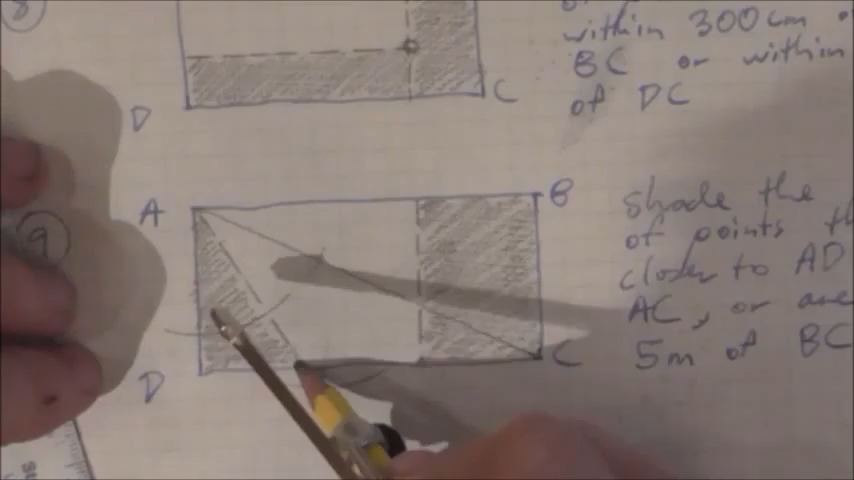 8
within 300cm
BC or within
of DC
D
C
A
B
9
D
C
Shade the
of points
closer to AD
AC, or are
5m of BC